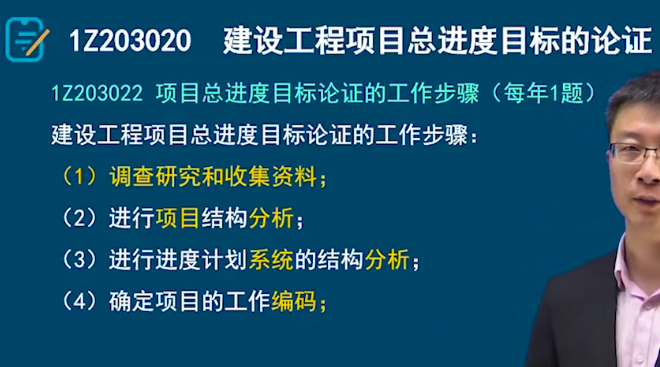 1Z203020 建设工程项目总进度目标的论证
1Z203022 项目总进度目标论证的工作步骤（每年1题）
建设工程项目总进度目标论证的工作步骤：
（1）调查研究和收集资料；
（2）进行项目结构分析；
（3）进行进度计划系统的结构分析；
（4）确定项目的工作编码；